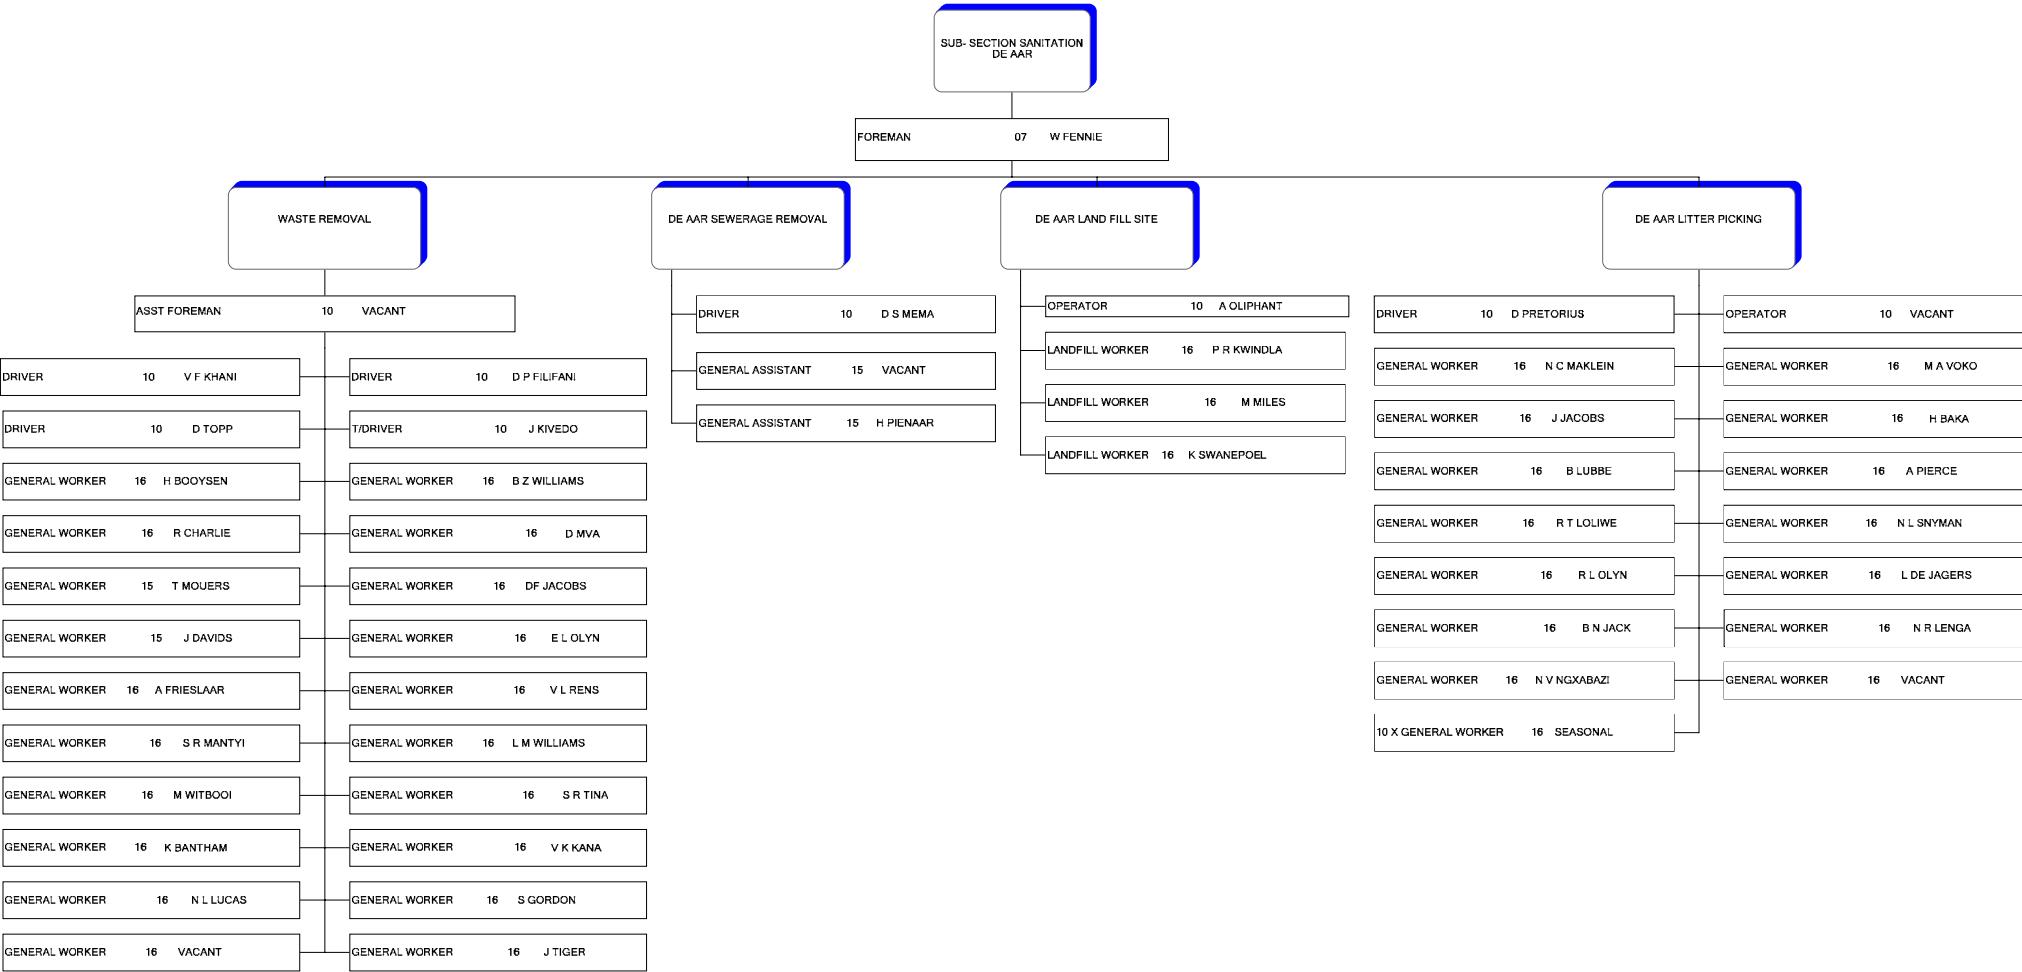 SUB- SECTION SANITATION
DE AAR
FOREMAN 07 W FENNIE
WASTE REMOVAL
ASST FOREMAN 10 VACANT
DRIVER 10 V F KHANI
DRIVER 10 D P FILIFANI
DRIVER 10 D TOPP
T/DRIVER 10 J KIVEDO
GENERAL WORKER 16 H BOOYSEN
GENERAL WORKER 16 B Z WILLIAMS
GENERAL WORKER 16 R CHARLIE
GENERAL WORKER 16 D MVA
GENERAL WORKER 15 T MOUERS
GENERAL WORKER 16 DF JACOBS
GENERAL WORKER 15 J DAVIDS
GENERAL WORKER 16 E L OLYN
GENERAL WORKER 16 A FRIESLAAR
GENERAL WORKER 16 V L RENS
GENERAL WORKER 16 S R MANTYI
GENERAL WORKER 16 L M WILLIAMS
GENERAL WORKER 16 M WITBOOI
GENERAL WORKER 16 S R TINA
GENERAL WORKER 16 K BANTHAM
GENERAL WORKER 16 V K KANA
GENERAL WORKER 16 N L LUCAS
GENERAL WORKER 16 S GORDON
GENERAL WORKER 16 VACANT
GENERAL WORKER 16 J TIGER
DE AAR SEWERAGE REMOVAL
DRIVER 10 D S MEMA
GENERAL ASSISTANT 15 VACANT
GENERAL ASSISTANT 15 H PIENAAR
DE AAR LAND FILL SITE
OPERATOR 10 A OLIPHANT
LANDFILL WORKER 16 P R KWINDLA
LANDFILL WORKER 16 M MILES
LANDFILL WORKER 16 K SWANEPOEL
DE AAR LITTER PICKING
DRIVER 10 D PRETORIUS
OPERATOR 10 VACANT
GENERAL WORKER 16 N C MAKLEIN
GENERAL WORKER 16 M A VOKO
GENERAL WORKER 16 J JACOBS
GENERAL WORKER 16 H BAKA
GENERAL WORKER 16 B LUBBE
GENERAL WORKER 16 A PIERCE
GENERAL WORKER 16 R T LOLIWE
GENERAL WORKER 16 N L SNYMAN
GENERAL WORKER 16 R L OLYN
GENERAL WORKER 16 L DE JAGERS
GENERAL WORKER 16 B N JACK
GENERAL WORKER 16 N R LENGA
GENERAL WORKER 16 N V NGXABAZI
GENERAL WORKER 16 VACANT
10 X GENERAL WORKER 16 SEASONAL